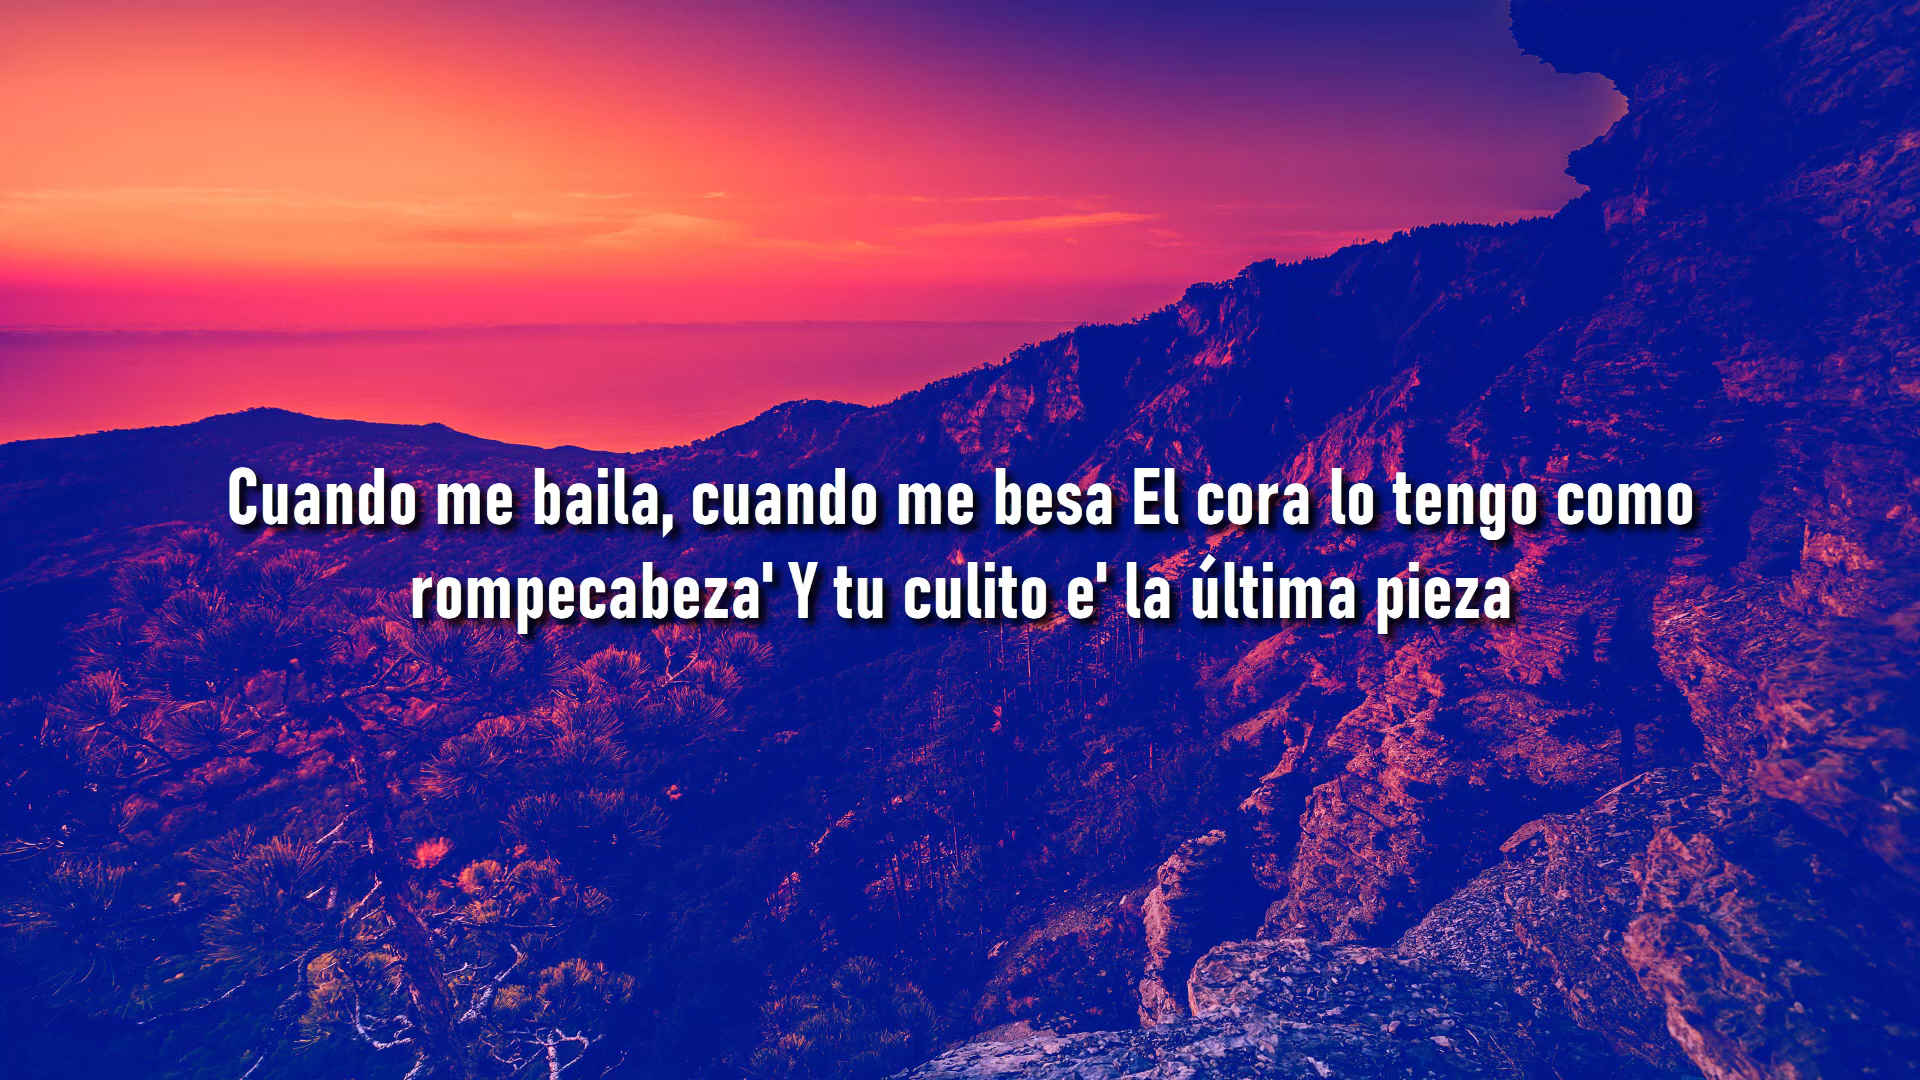 Cuando me baila, cuando me besa El cora lo tengo como
rompecabeza' Y tu culito e' la última pieza